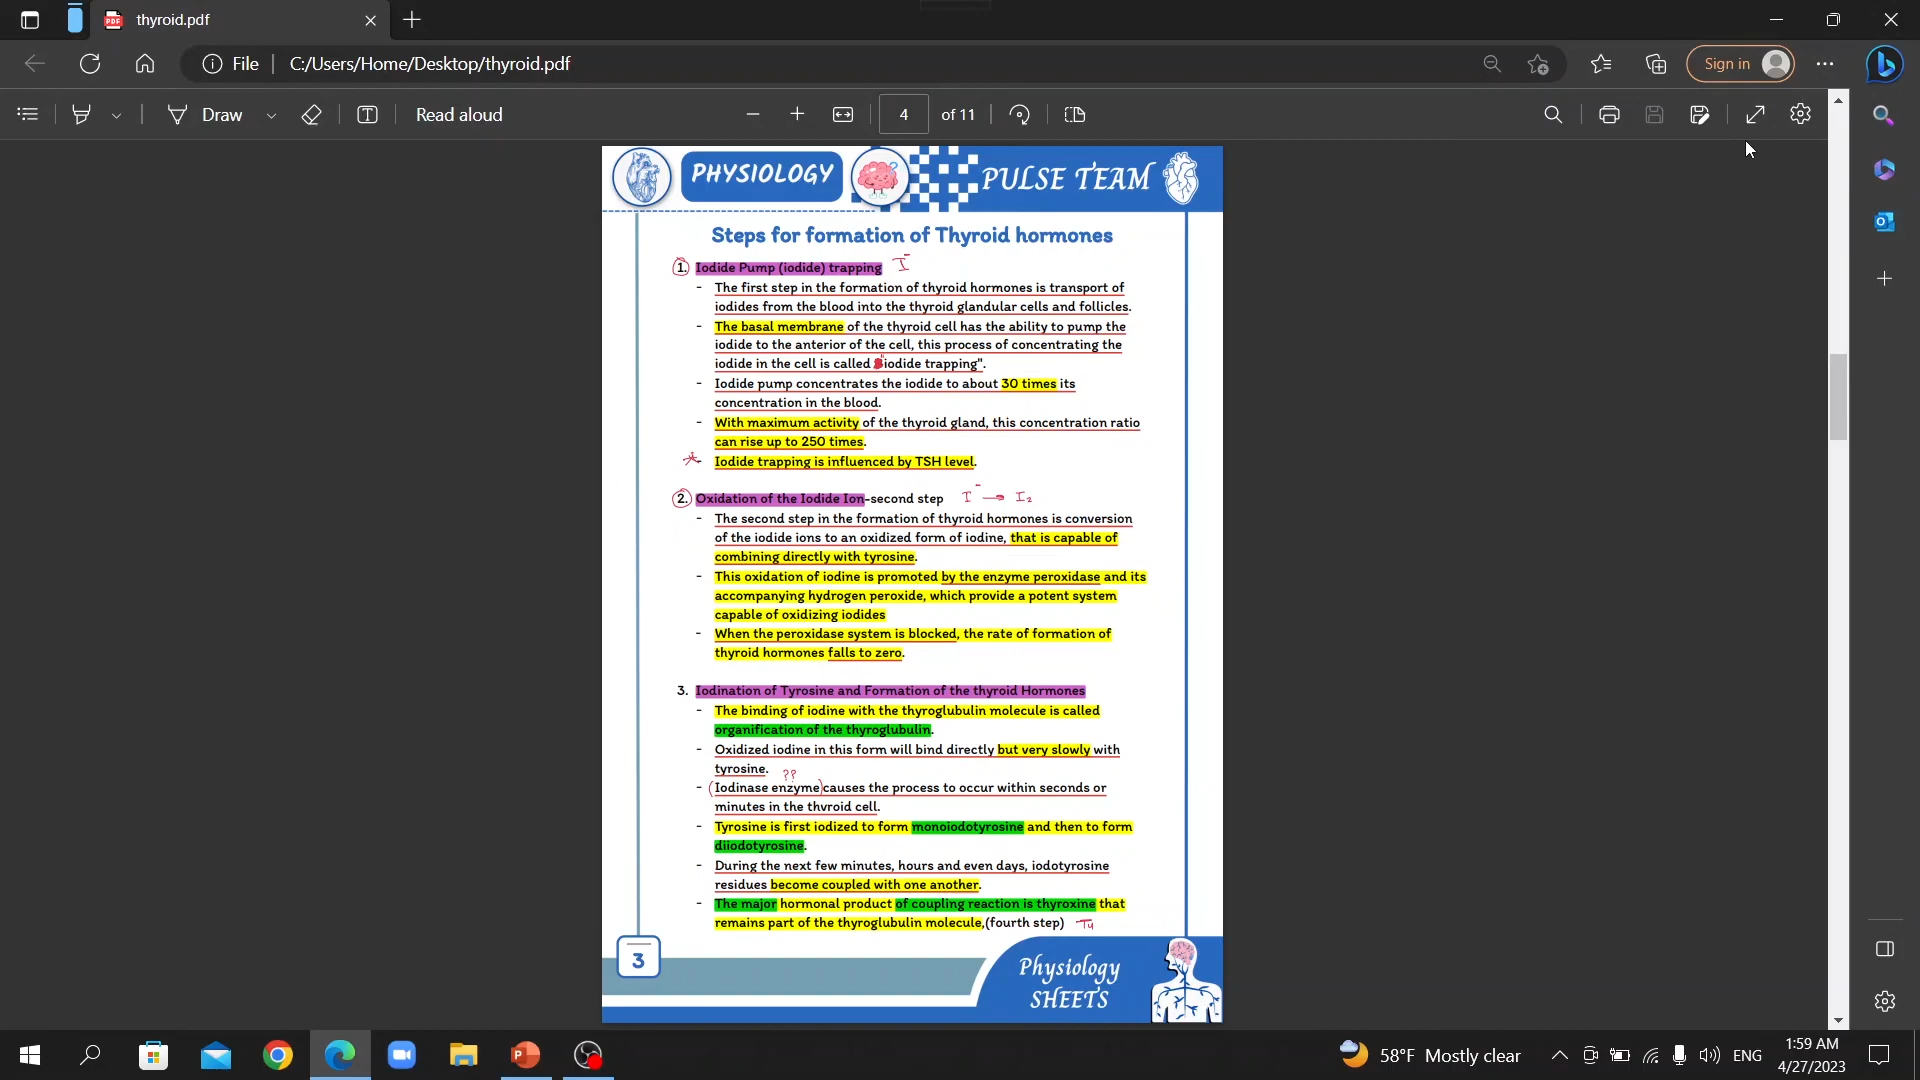 thyroid.pdf
File
C:/Users/Home/Desktop/thyroid.pdf
Sign in
Draw
Read aloud
4 of 11
PHYSIOLOGY
PULSE TEAM
Steps for formation of Thyroid hormones
1. Iodide Pump (iodide) trapping I⁻
- The first step in the formation of thyroid hormones is transport of
iodides from the blood into the thyroid glandular cells and follicles.
- The basal membrane of the thyroid cell has the ability to pump the
iodide to the anterior of the cell, this process of concentrating the
iodide in the cell is called "iodide trapping".
- Iodide pump concentrates the iodide to about 30 times its
concentration in the blood.
- With maximum activity of the thyroid gland, this concentration ratio
can rise up to 250 times.
- Iodide trapping is influenced by TSH level.
2. Oxidation of the Iodide Ion-second step I⁻ → I₂
- The second step in the formation of thyroid hormones is conversion
of the iodide ions to an oxidized form of iodine, that is capable of
combining directly with tyrosine.
- This oxidation of iodine is promoted by the enzyme peroxidase and its
accompanying hydrogen peroxide, which provide a potent system
capable of oxidizing iodides
- When the peroxidase system is blocked, the rate of formation of
thyroid hormones falls to zero.
3. Iodination of Tyrosine and Formation of the thyroid Hormones
- The binding of iodine with the thyroglubulin molecule is called
organification of the thyroglubulin.
- Oxidized iodine in this form will bind directly but very slowly with
tyrosine. ??
- (Iodinase enzyme) causes the process to occur within seconds or
minutes in the thvroid cell.
- Tyrosine is first iodized to form monoiodotyrosine and then to form
diiodotyrosine.
- During the next few minutes, hours and even days, iodotyrosine
residues become coupled with one another.
- The major hormonal product of coupling reaction is thyroxine that
remains part of the thyroglubulin molecule,(fourth step) T4
3
Physiology
SHEETS
58°F Mostly clear
ENG
1:59 AM
4/27/2023